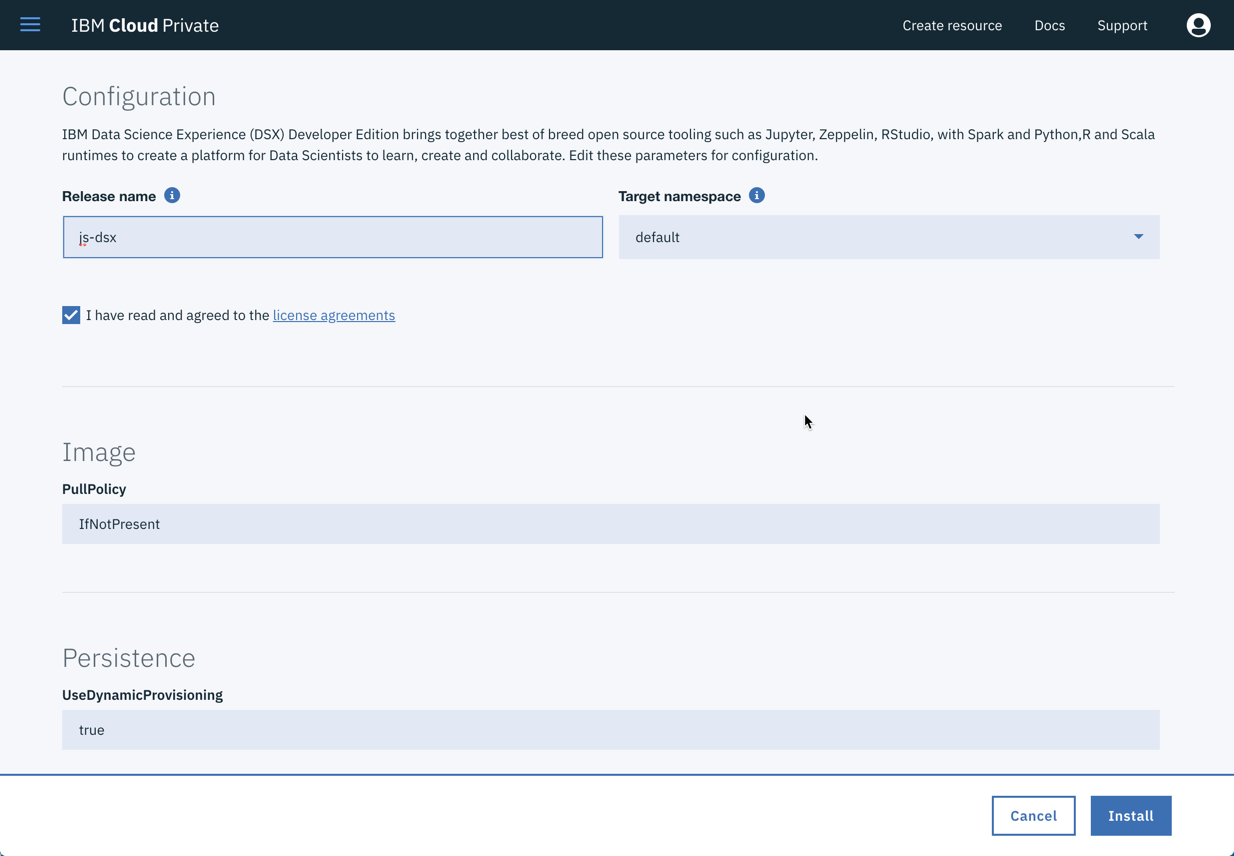 IBM Cloud Private
Create resource
Docs
Support
Configuration
IBM Data Science Experience (DSX) Developer Edition brings together best of breed open source tooling such as Jupyter, Zeppelin, RStudio, with Spark and Python,R and Scala
runtimes to create a platform for Data Scientists to learn, create and collaborate. Edit these parameters for configuration.
Release name
Target namespace
js-dsx
default
I have read and agreed to the license agreements
Image
PullPolicy
IfNotPresent
Persistence
UseDynamicProvisioning
true
Cancel
Install